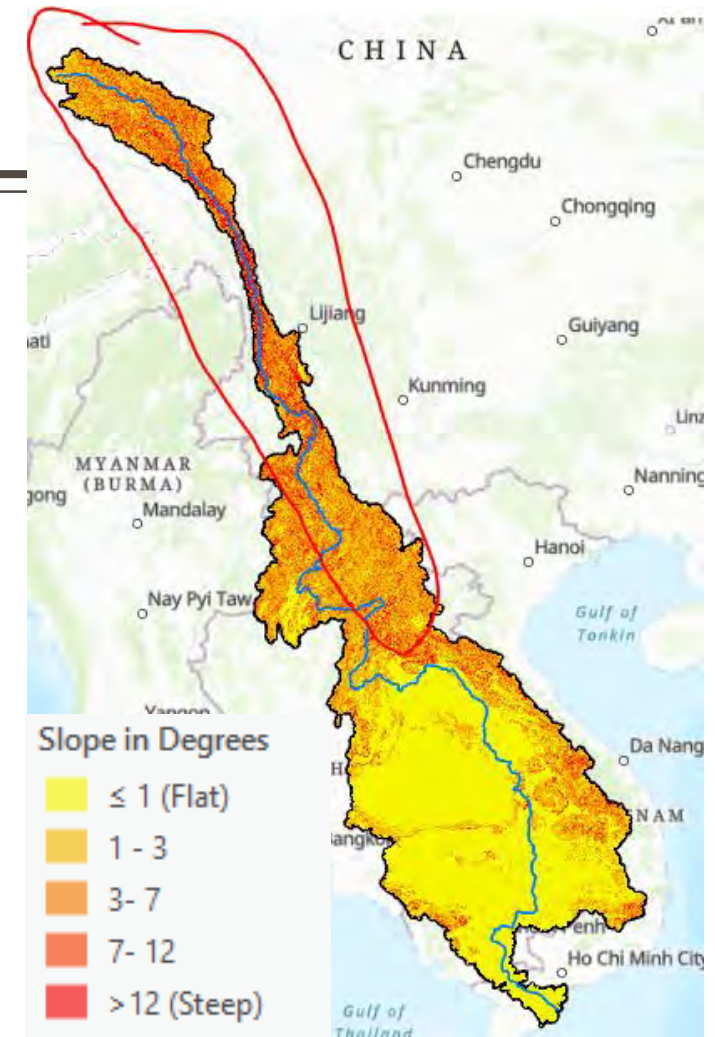 CHINA
Chengdu
Chongqing
Lijiang
Guiyang
Kunming
MYANMAR
(BURMA)
Nanning
Mandalay
Hanoi
Nay Pyi Taw
Gulf of
Tonkin
Slope in Degrees
≤ 1 (Flat)
1 - 3
3- 7
7- 12
>12 (Steep)
Da Nang
NAM
Ho Chi Minh City
Gulf of
Thailand